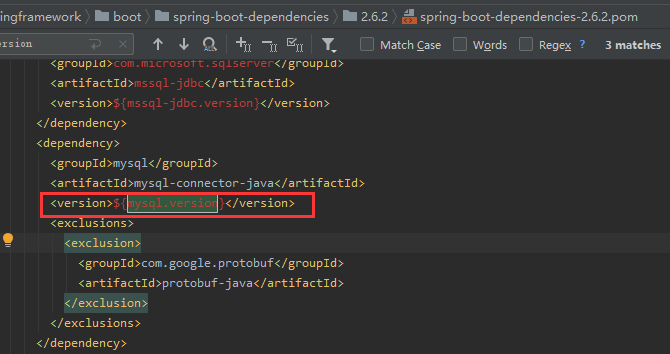 ingframework boot spring-boot-dependencies 2.6.2 spring-boot-dependencies-2.6.2.pom
ersion Match Case Words Regex ? 3 matches
<groupId>com.microsoft.sqlserver</groupId>
<artifactId>mssql-jdbc</artifactId>
<version>${mssql-jdbc.version}</version>
</dependency>
<dependency>
<groupId>mysql</groupId>
<artifactId>mysql-connector-java</artifactId>
<version>${mysql.version}</version>
<exclusions>
<exclusion>
<groupId>com.google.protobuf</groupId>
<artifactId>protobuf-java</artifactId>
</exclusion>
</exclusions>
</dependency>